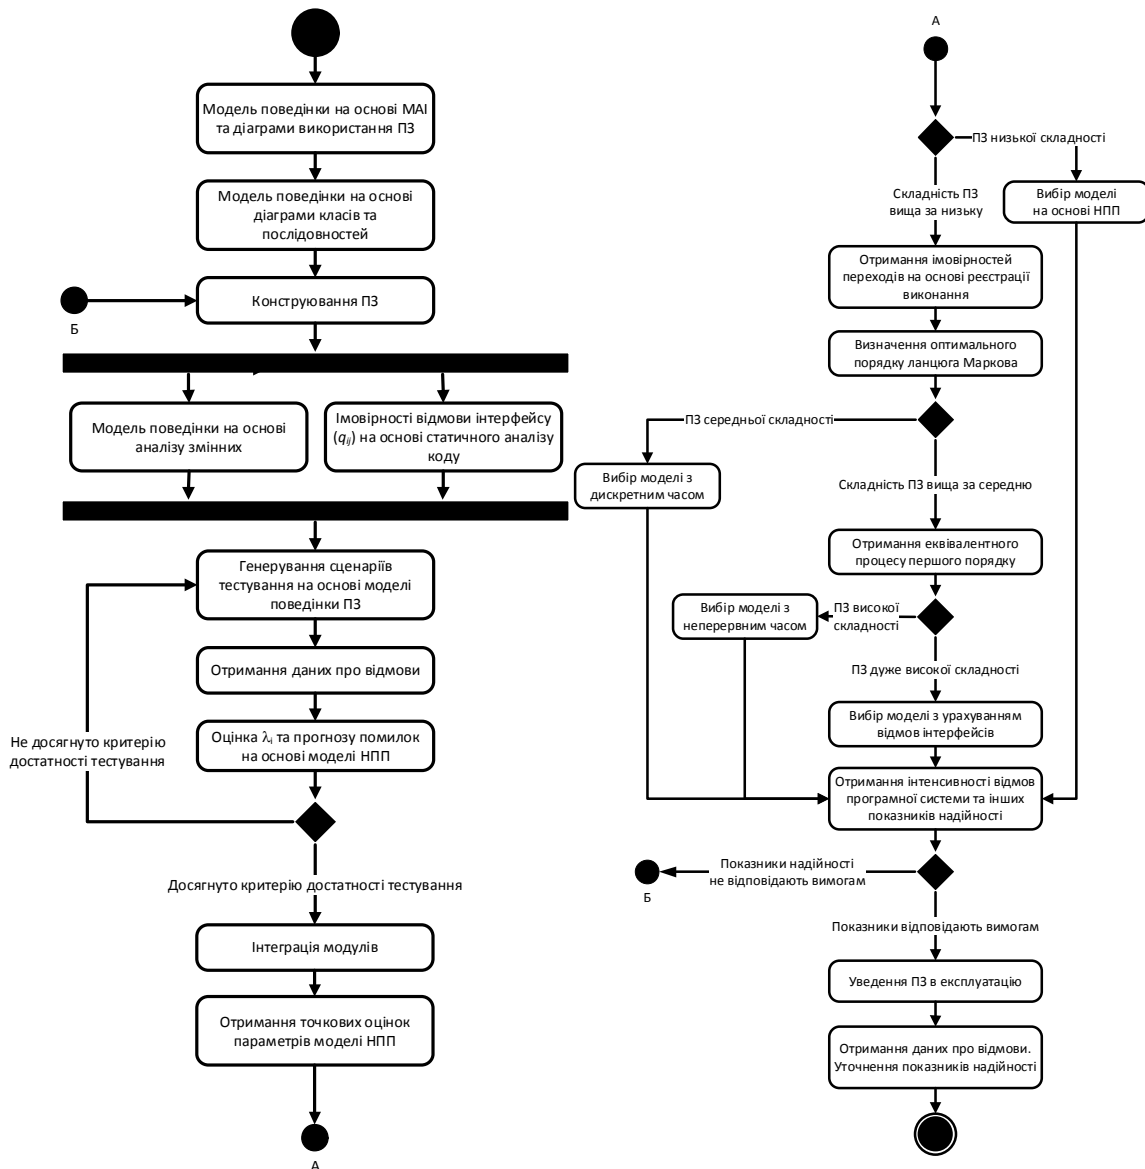 Модель поведінки на основі МАІ
та діаграми використання ПЗ
Модель поведінки на основі
діаграми класів та
послідовностей
Конструювання ПЗ
Б
Модель поведінки на основі
аналізу змінних
Імовірності відмови інтерфейсу
(qij) на основі статичного аналізу
коду
Генерування сценаріїв
тестування на основі моделі
поведінки ПЗ
Отримання даних про відмови
Оцінка λi та прогнозу помилок
на основі моделі НПП
Не досягнуто критерію
достатності тестування
Досягнуто критерію достатності тестування
Інтеграція модулів
Отримання точкових оцінок
параметрів моделі НПП
А
А
ПЗ низької складності
Вибір моделі
на основі НПП
Складність ПЗ
вища за низьку
Отримання імовірностей
переходів на основі реєстрації
виконання
Визначення оптимального
порядку ланцюга Маркова
ПЗ середньої складності
Вибір моделі з
дискретним часом
Складність ПЗ вища за середню
Отримання еквівалентного
процесу першого порядку
ПЗ високої
складності
Вибір моделі з
неперервним часом
ПЗ дуже високої складності
Вибір моделі з урахуванням
відмов інтерфейсів
Отримання інтенсивності відмов
програмної системи та інших
показників надійності
Показники надійності
не відповідають вимогам
Б
Показники відповідають вимогам
Уведення ПЗ в експлуатацію
Отримання даних про відмови.
Уточнення показників надійності